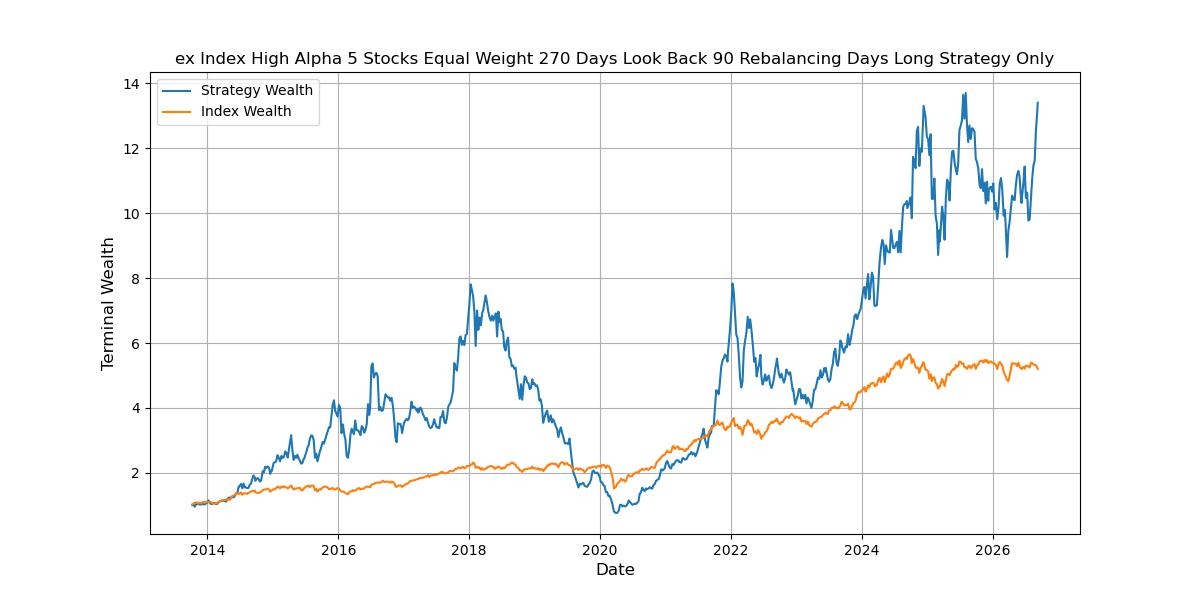 ex Index High Alpha 5 Stocks Equal Weight 270 Days Look Back 90 Rebalancing Days Long Strategy Only
Strategy Wealth
Index Wealth
Terminal Wealth
14
12
10
8
6
4
2
2014 2016 2018 2020 2022 2024 2026
Date